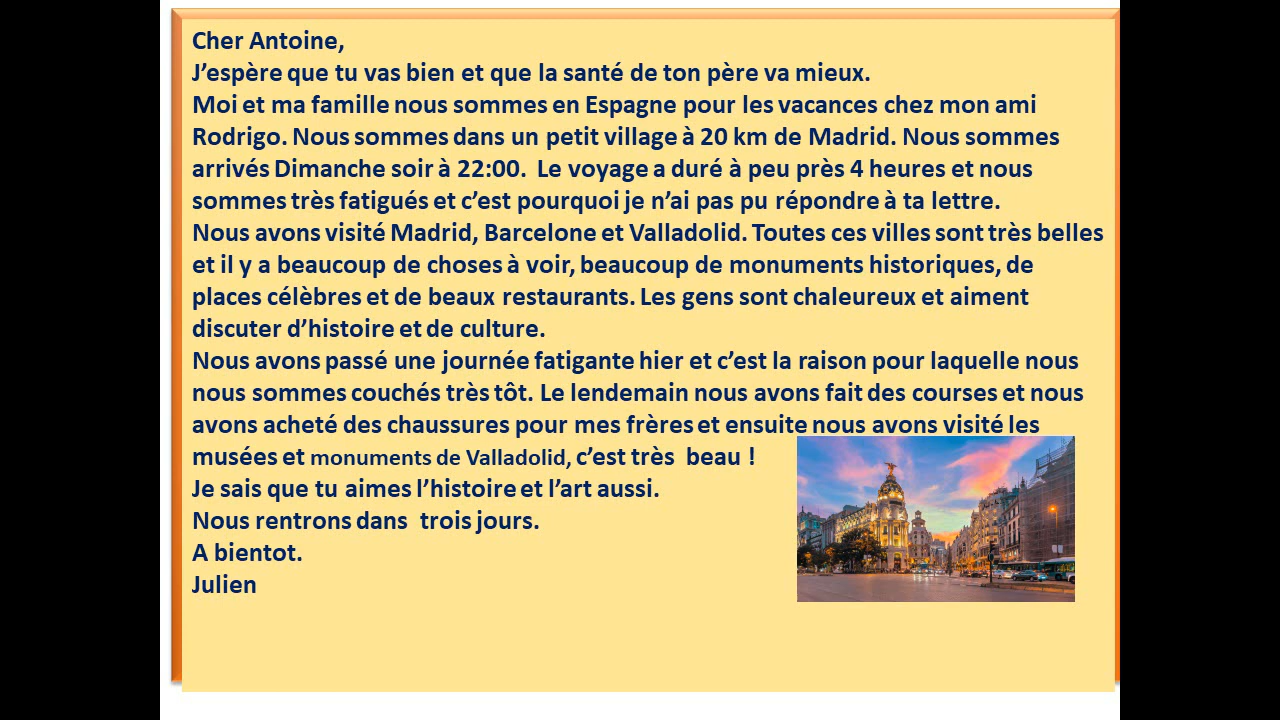 Cher Antoine,
J’espère que tu vas bien et que la santé de ton père va mieux.
Moi et ma famille nous sommes en Espagne pour les vacances chez mon ami
Rodrigo. Nous sommes dans un petit village à 20 km de Madrid. Nous sommes
arrivés Dimanche soir à 22:00.  Le voyage a duré à peu près 4 heures et nous
sommes très fatigués et c’est pourquoi je n’ai pas pu répondre à ta lettre.
Nous avons visité Madrid, Barcelone et Valladolid. Toutes ces villes sont très belles
et il y a beaucoup de choses à voir, beaucoup de monuments historiques, de
places célèbres et de beaux restaurants. Les gens sont chaleureux et aiment
discuter d’histoire et de culture.
Nous avons passé une journée fatigante hier et c’est la raison pour laquelle nous
nous sommes couchés très tôt. Le lendemain nous avons fait des courses et nous
avons acheté des chaussures pour mes frères et ensuite nous avons visité les
musées et monuments de Valladolid, c’est très  beau !
Je sais que tu aimes l’histoire et l’art aussi.
Nous rentrons dans  trois jours.
A bientot.
Julien